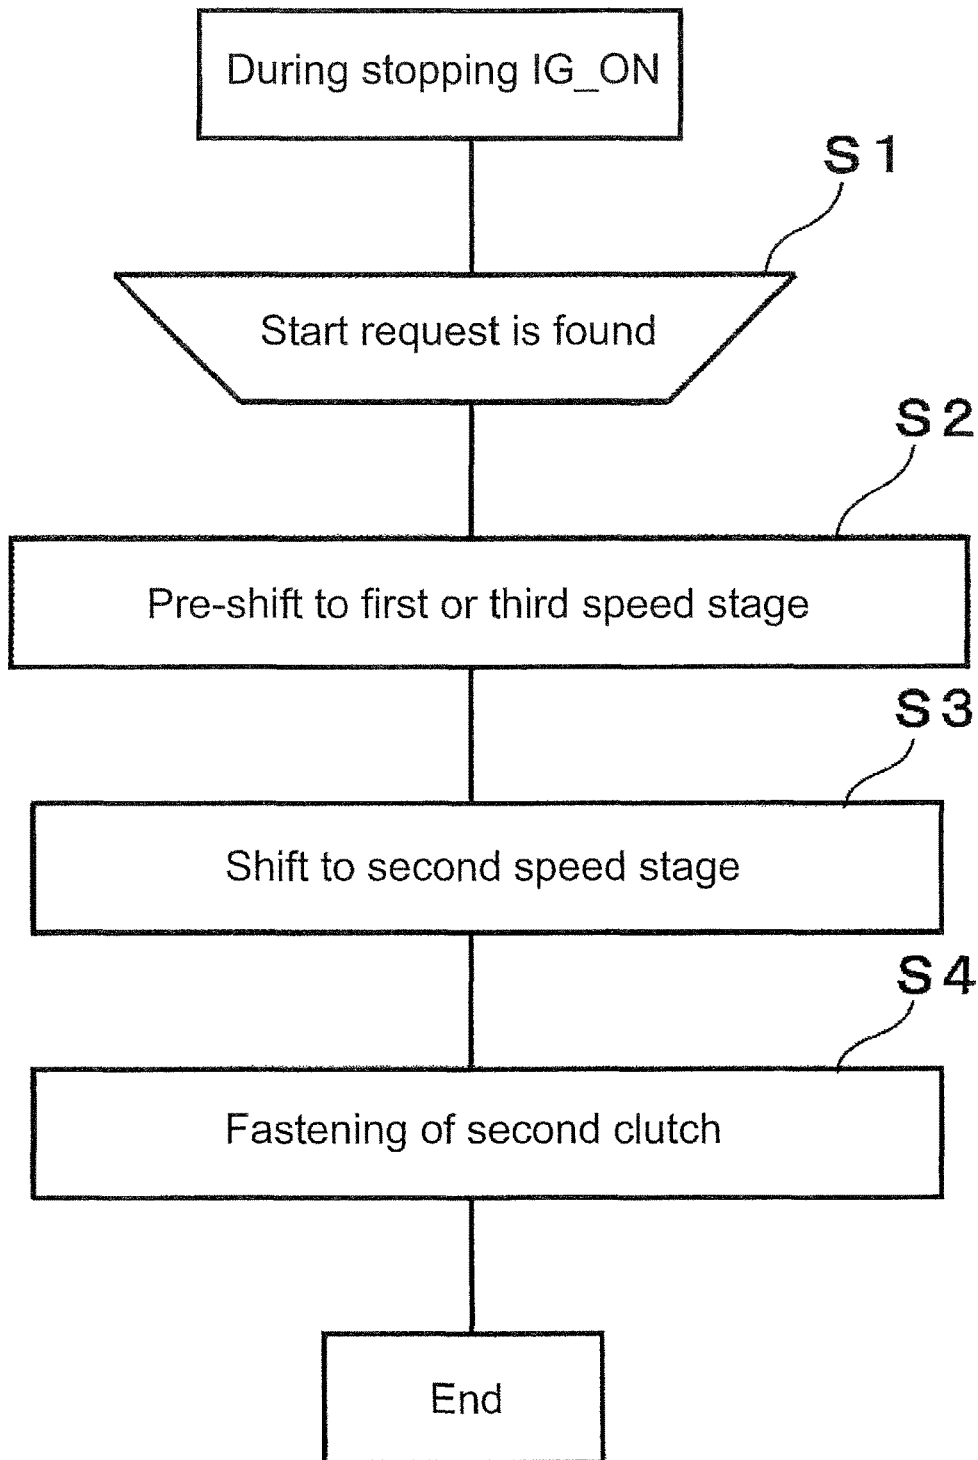 During stopping IG_ON
S1
Start request is found
S2
Pre-shift to first or third speed stage
S3
Shift to second speed stage
S4
Fastening of second clutch
End